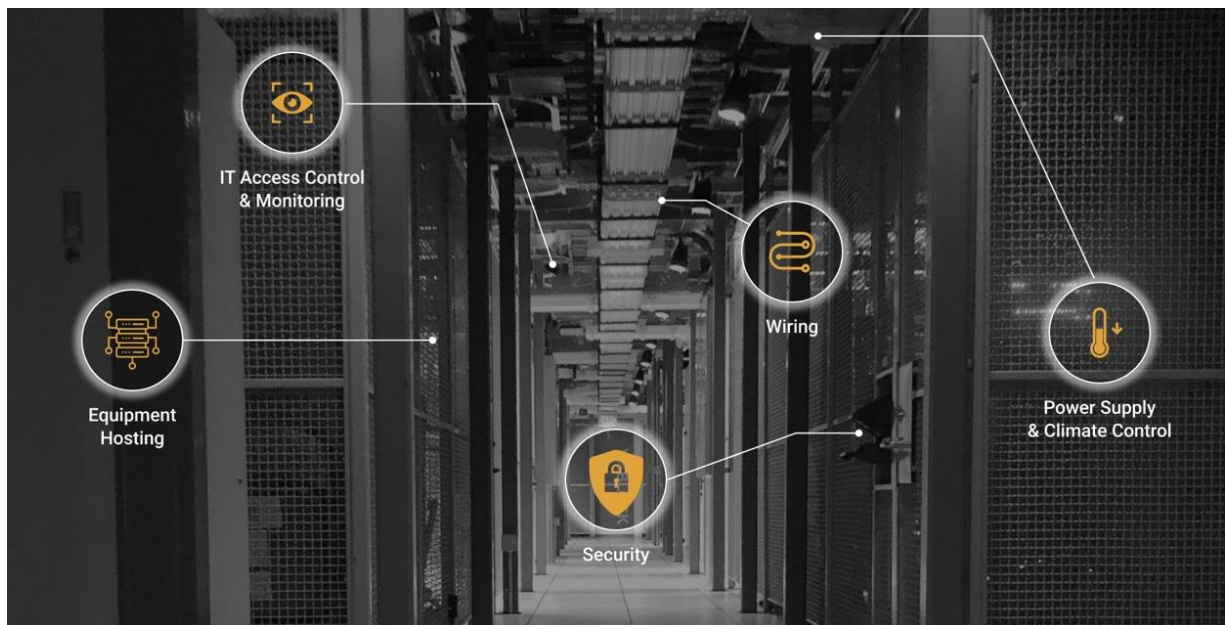 IT Access Control
& Monitoring
Wiring
Equipment
Hosting
Power Supply
& Climate Control
Security